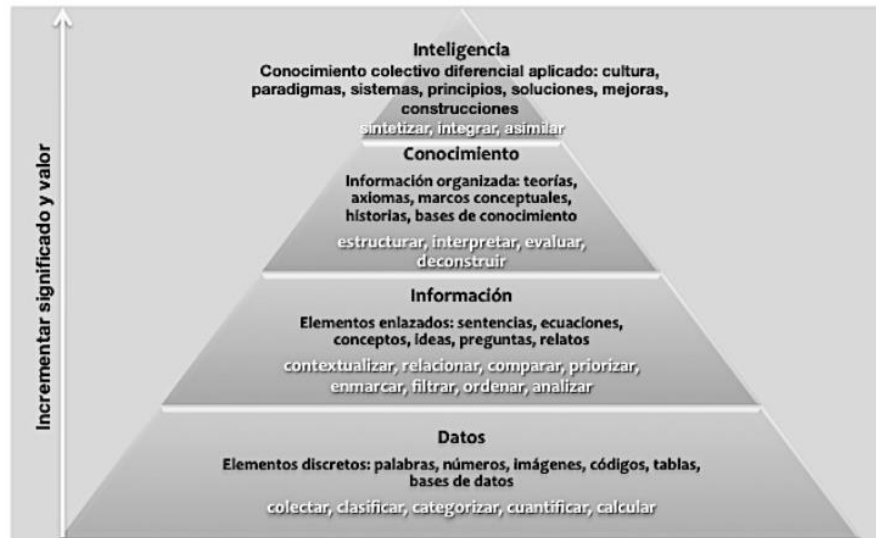 Incrementar significado y valor
Inteligencia
Conocimiento colectivo diferencial aplicado: cultura,
paradigmas, sistemas, principios, soluciones, mejoras,
construcciones
sintetizar, integrar, asimilar
Conocimiento
Información organizada: teorías,
axiomas, marcos conceptuales,
historias, bases de conocimiento
estructurar, interpretar, evaluar,
deconstruir
Información
Elementos enlazados: sentencias, ecuaciones,
conceptos, ideas, preguntas, relatos
contextualizar, relacionar, comparar, priorizar,
enmarcar, filtrar, ordenar, analizar
Datos
Elementos discretos: palabras, números, imágenes, códigos, tablas,
bases de datos
colectar, clasificar, categorizar, cuantificar, calcular